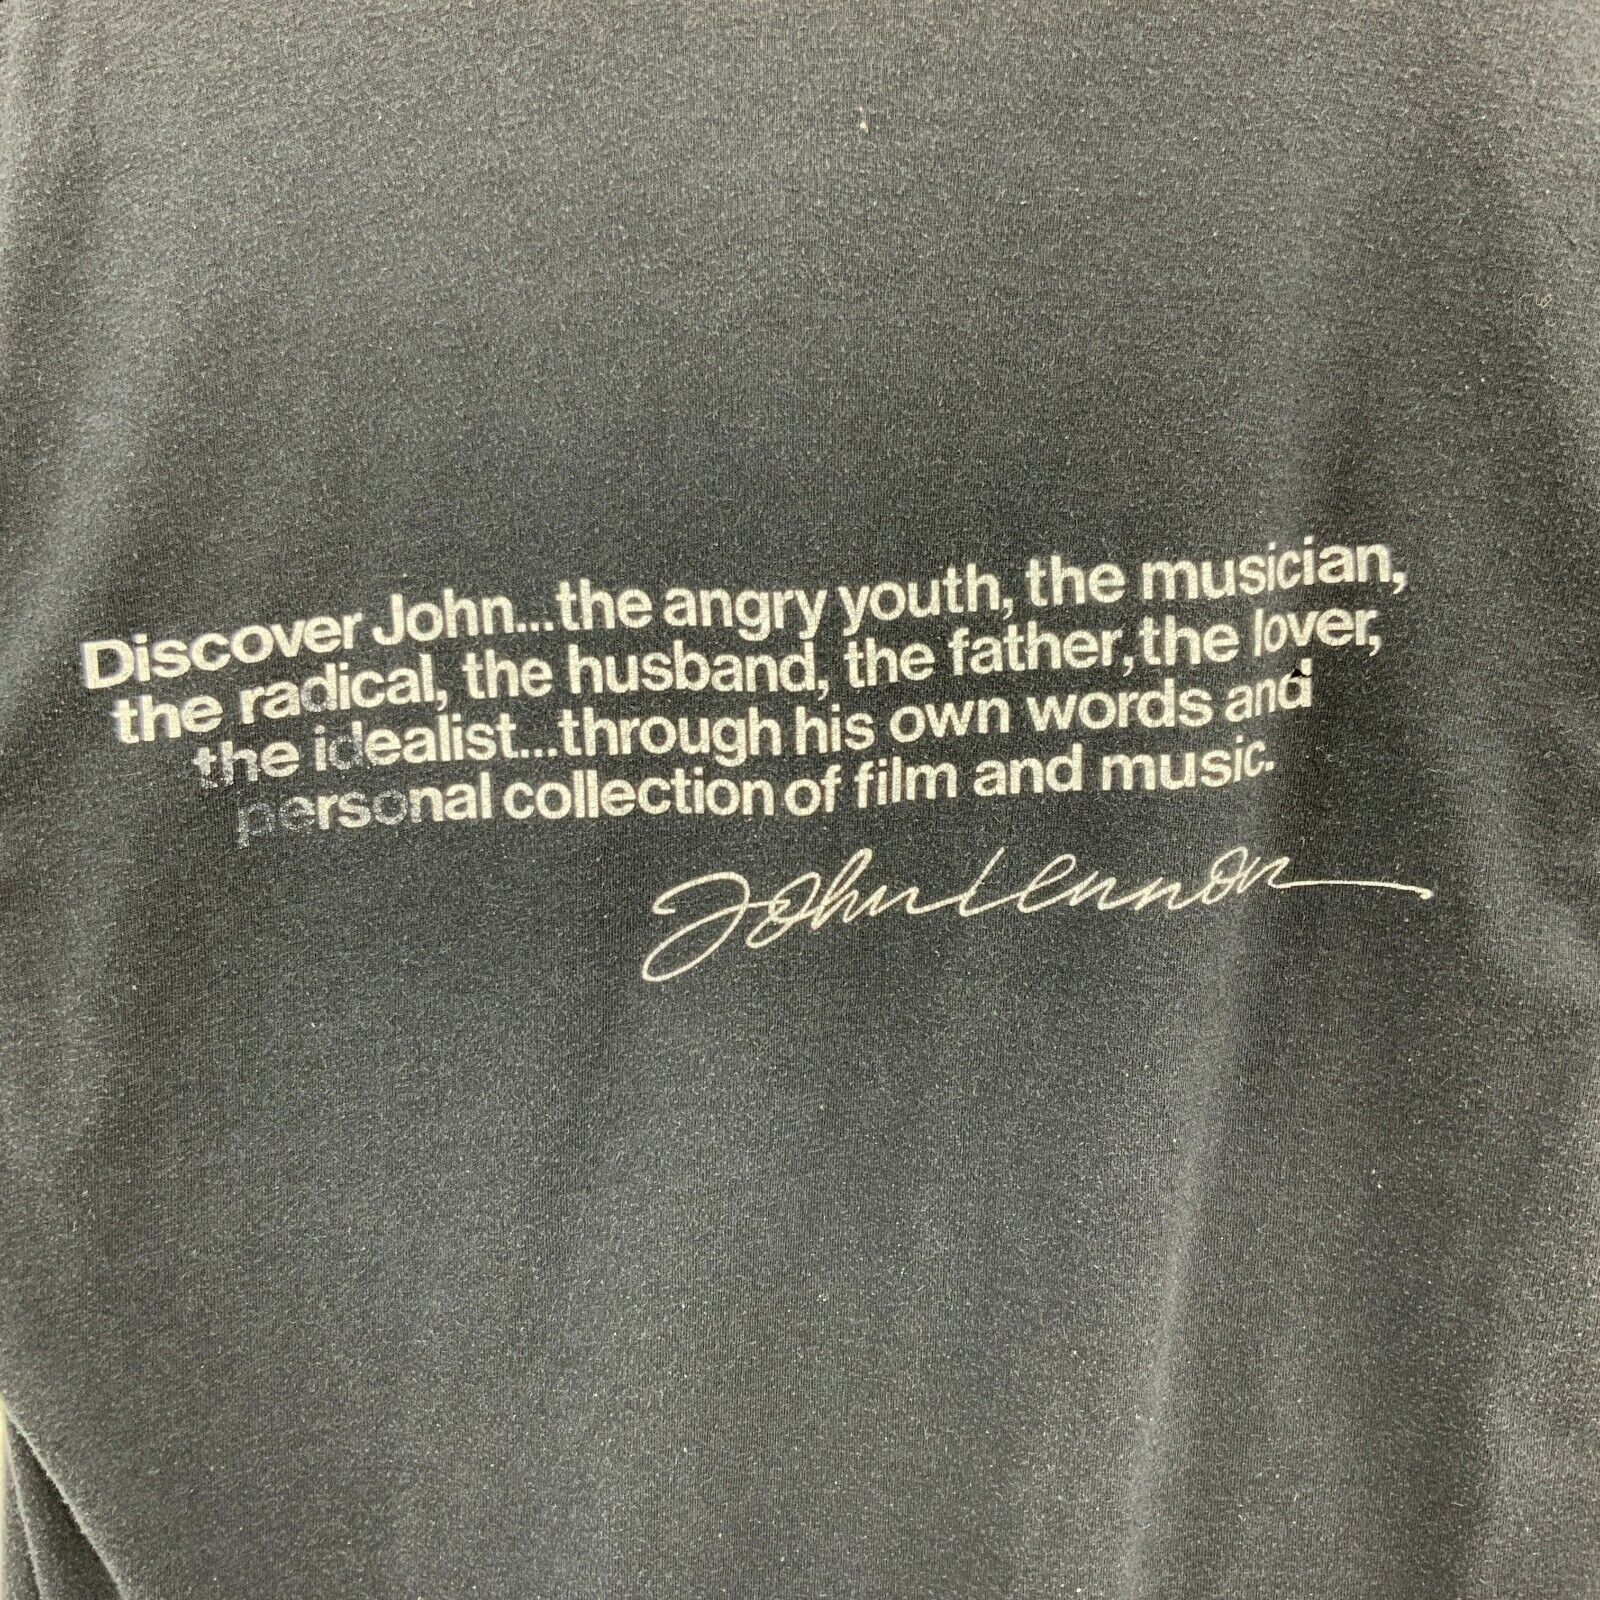 Discover John...the angry youth, the musician,
the radical, the husband, the father, the lover,
the idealist...through his own words and
personal collection of film and music.
John Lennon